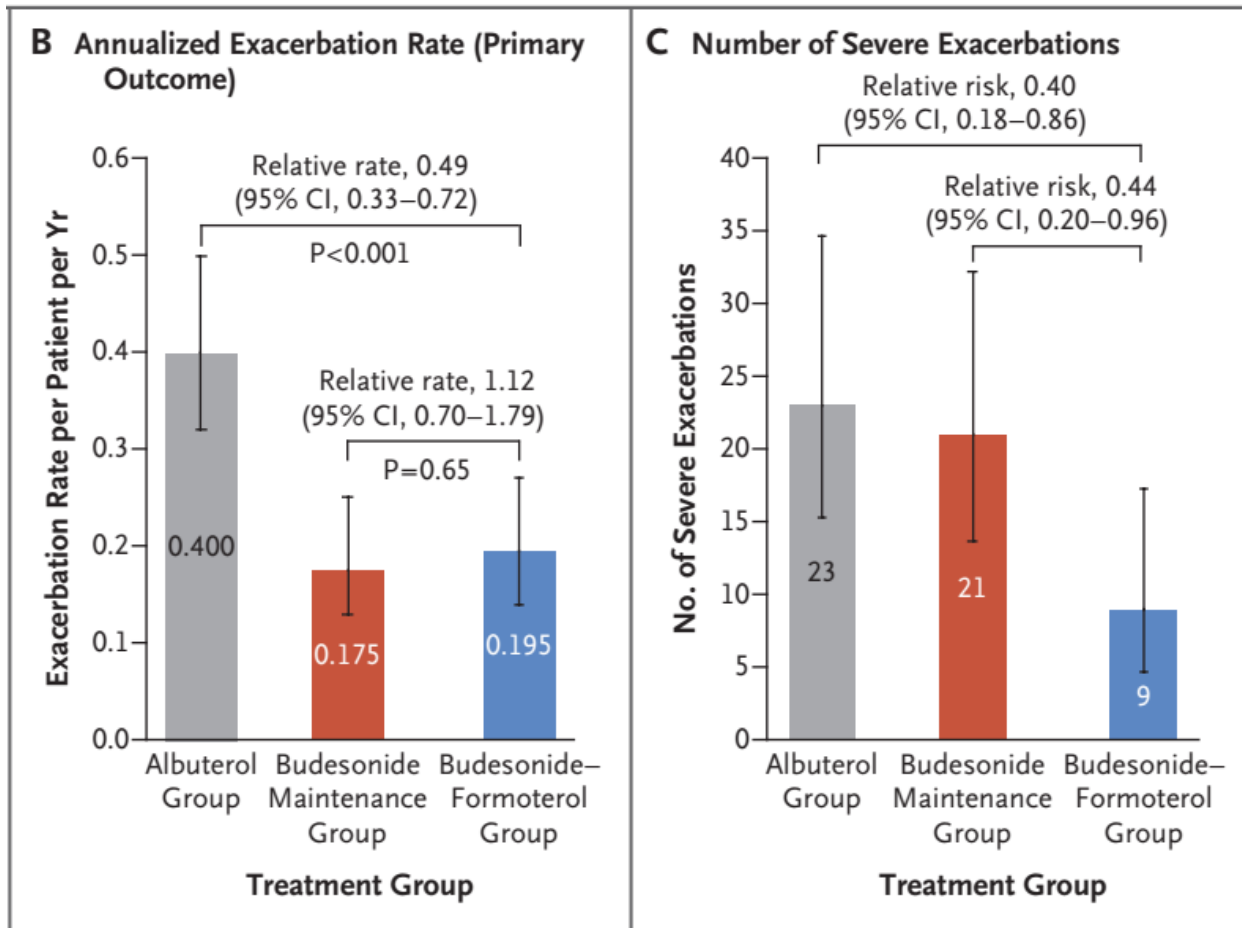 B Annualized Exacerbation Rate (Primary
Outcome)
Relative rate, 0.49
(95% CI, 0.33–0.72)
P<0.001
Relative rate, 1.12
(95% CI, 0.70–1.79)
P=0.65
Exacerbation Rate per Patient per Yr
0.6
0.5
0.4
0.3
0.2
0.1
0.0
0.400
0.175
0.195
Albuterol
Group
Budesonide
Maintenance
Group
Budesonide–
Formoterol
Group
Treatment Group
C Number of Severe Exacerbations
Relative risk, 0.40
(95% CI, 0.18–0.86)
Relative risk, 0.44
(95% CI, 0.20–0.96)
No. of Severe Exacerbations
40
35
30
25
20
15
10
5
0
23
21
9
Albuterol
Group
Budesonide
Maintenance
Group
Budesonide–
Formoterol
Group
Treatment Group